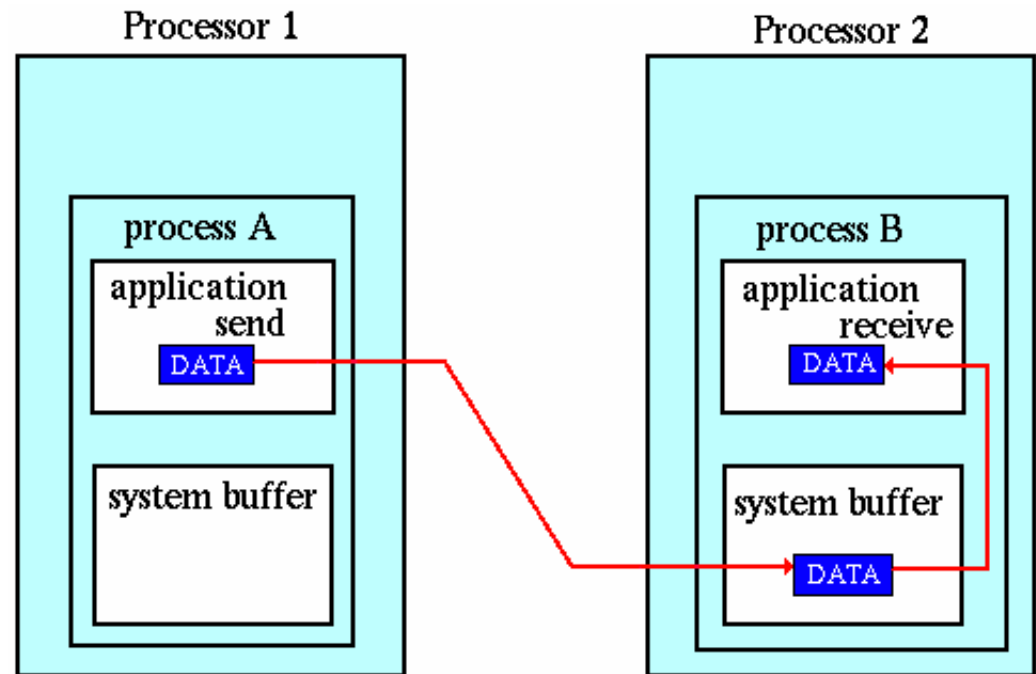 Processor 1
process A
application
send
DATA
system buffer
Processor 2
process B
application
receive
DATA
system buffer
DATA